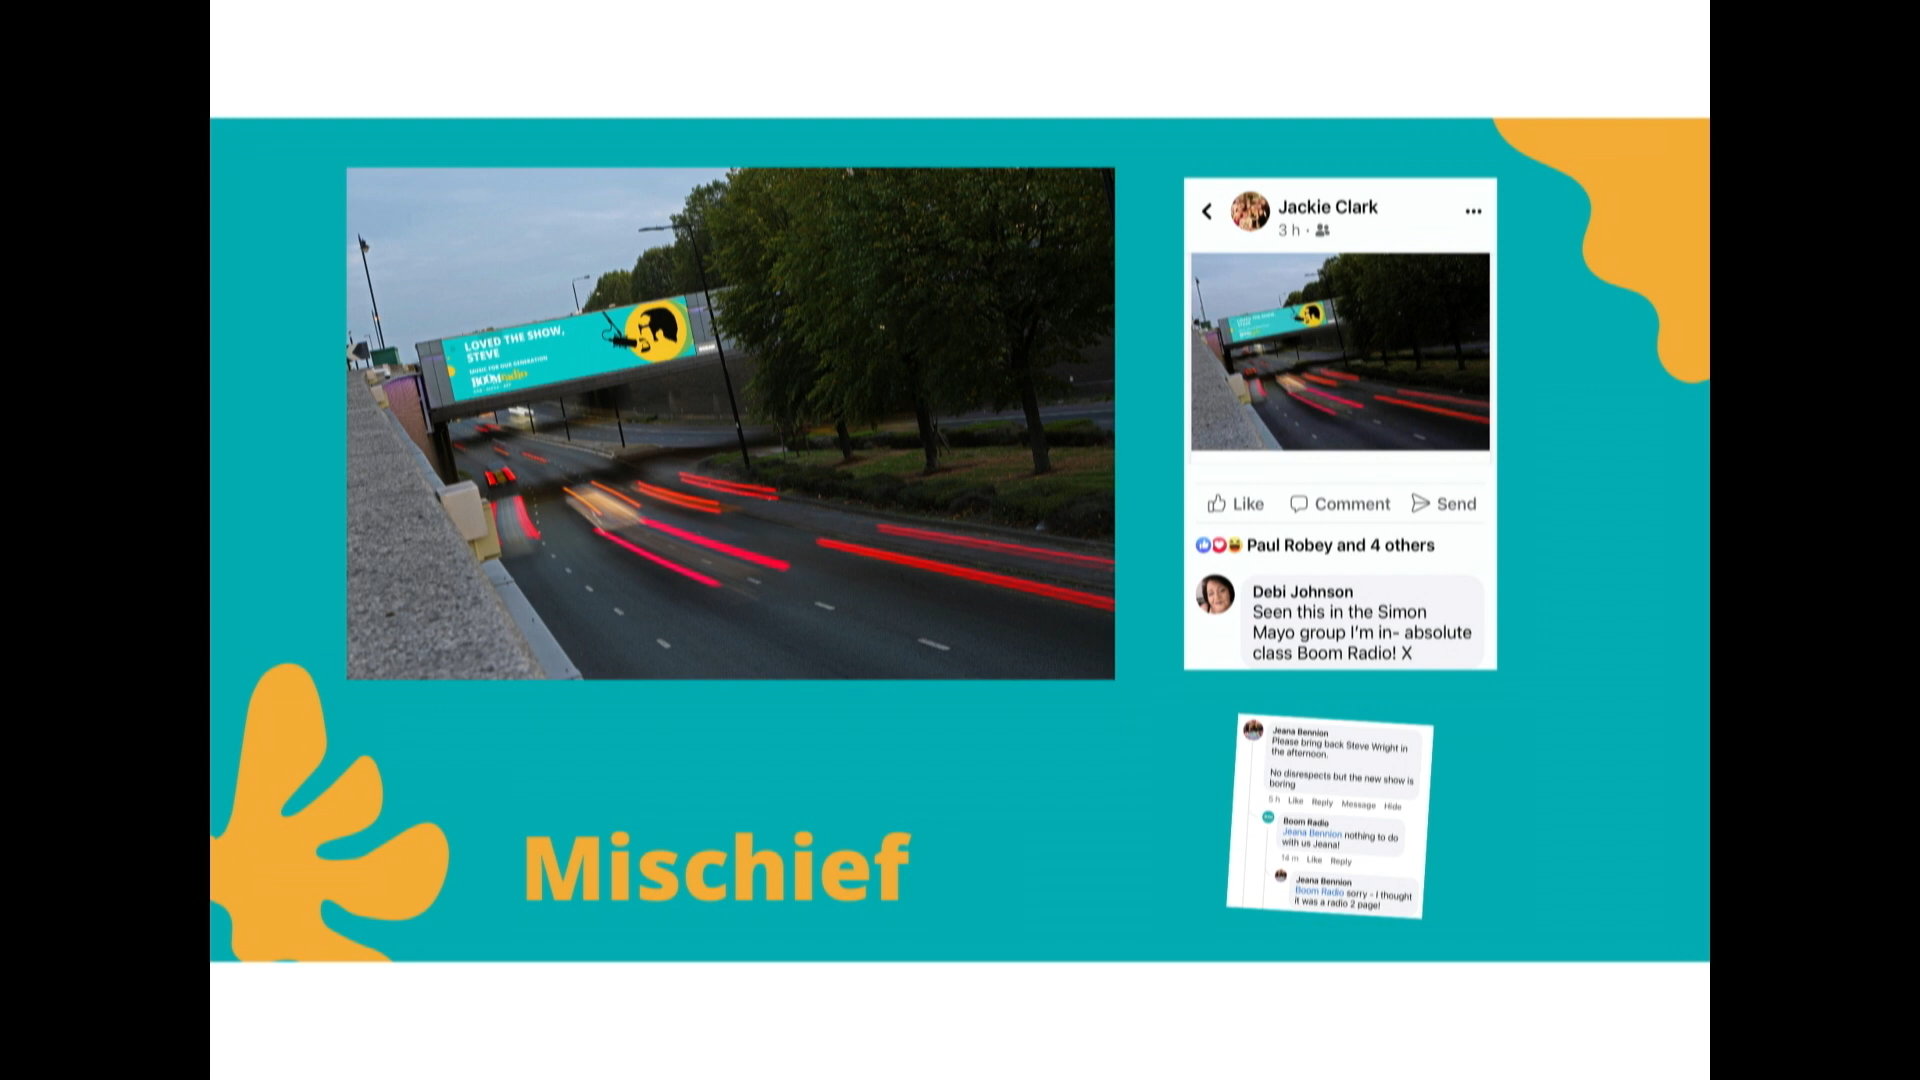 LOVED THE SHOW,
STEVE
MUSIC FOR OUR GENERATION
BOOM radio
Jackie Clark
3 h
Like Comment Send
Paul Robey and 4 others
Debi Johnson
Seen this in the Simon
Mayo group I'm in- absolute
class Boom Radio! X
Jeana Bennion
Please bring back Steve Wright in
the afternoon.
No disrespects but the new show is
boring
5 h Like Reply Message Hide
Boom Radio
Jeana Bennion nothing to do
with us Jeana!
14 m Like Reply
Jeana Bennion
Boom Radio sorry - I thought
it was a radio 2 page!
Mischief